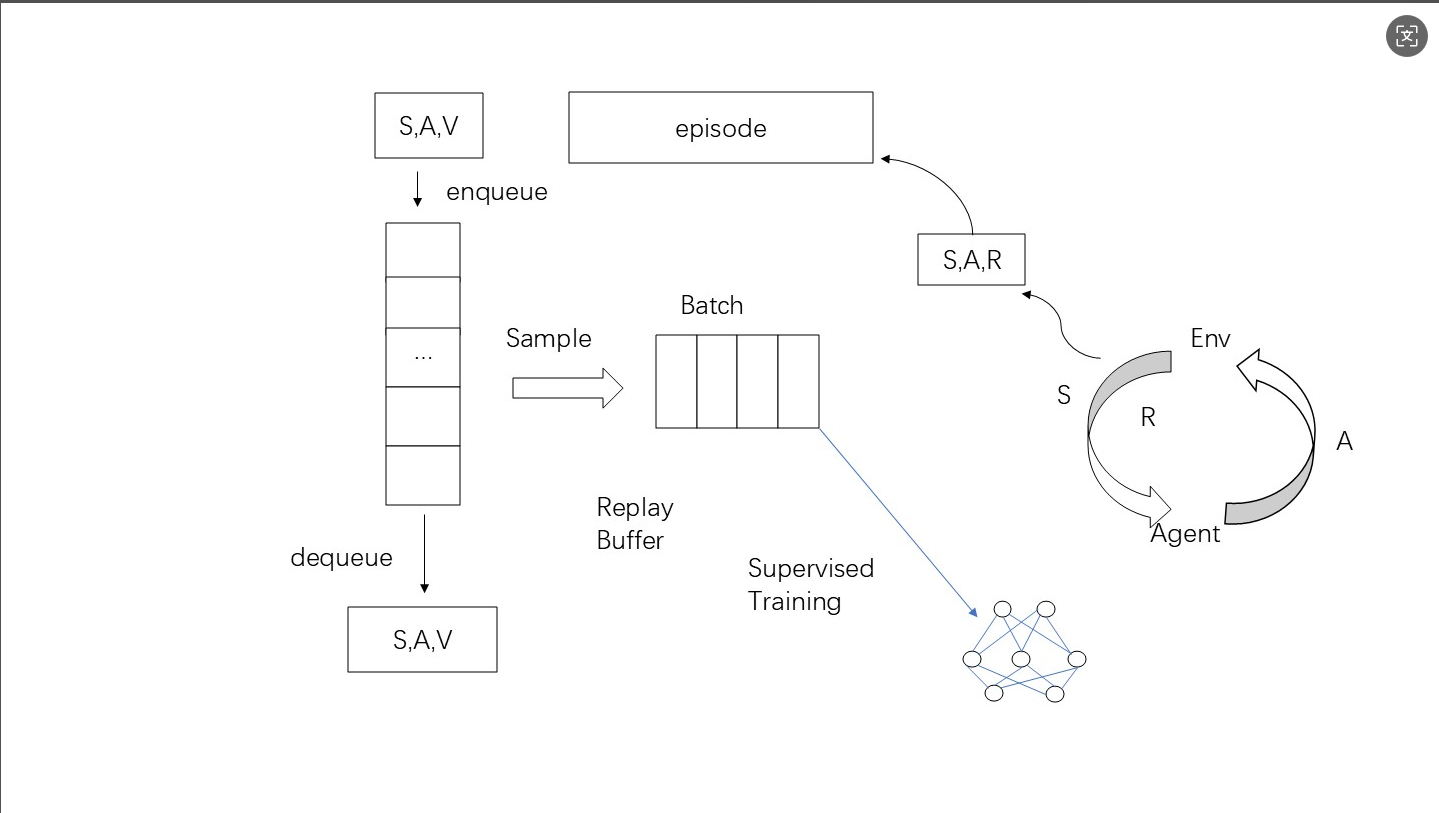 S,A,V
episode
enqueue
S,A,R
Batch
Sample
Env
...
S
R
A
Replay
Buffer
Agent
dequeue
Supervised
Training
S,A,V
文